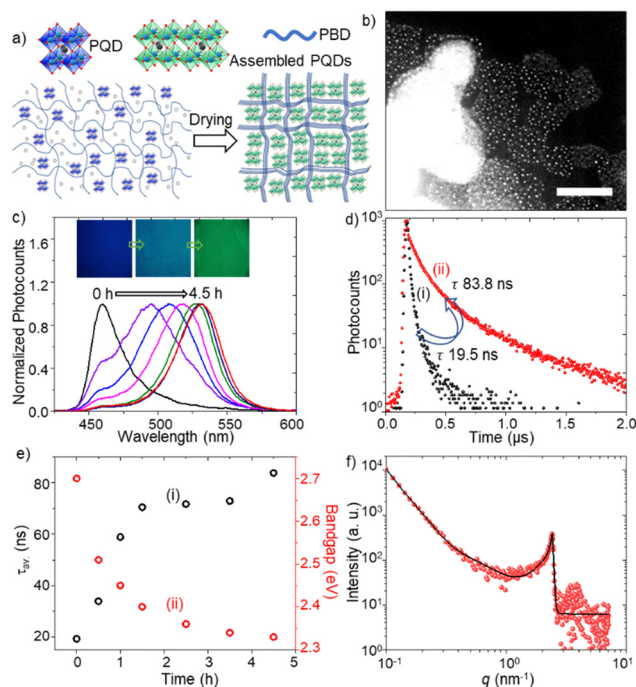 a)
PQD
PBD
Assembled PQDs
Drying
b)
c)
1.6
1.2
0.8
0.4
0.0
Normalized Photocounts
0 h
4.5h
450
500
550
600
Wavelength (nm)
d)
10³
10²
10¹
10⁰
Photocounts
(ii)
(i)
τ 83.8 ns
τ 19.5 ns
0.0
0.5
1.0
1.5
2.0
Time (μs)
e)
80
60
40
20
τav. (ns)
(i)
(ii)
2.7
2.6
2.5
2.4
2.3
Bandgap (eV)
0
1
2
3
4
5
Time (h)
f)
10⁴
10³
10²
10¹
10⁰
Intensity (a. u.)
10⁻¹
10⁰
10¹
q (nm⁻¹)